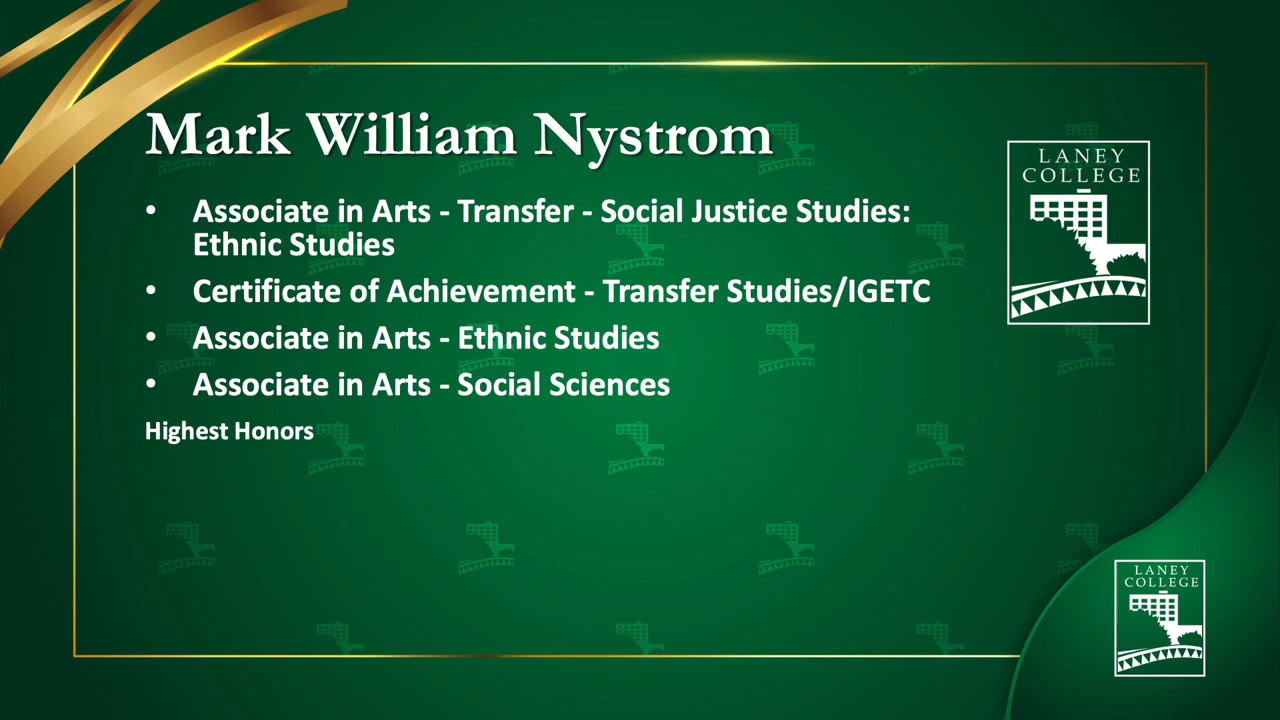 Mark William Nystrom
• Associate in Arts - Transfer - Social Justice Studies:
Ethnic Studies
• Certificate of Achievement - Transfer Studies/IGETC
• Associate in Arts - Ethnic Studies
• Associate in Arts - Social Sciences
Highest Honors
LANEY
COLLEGE
LANEY
COLLEGE